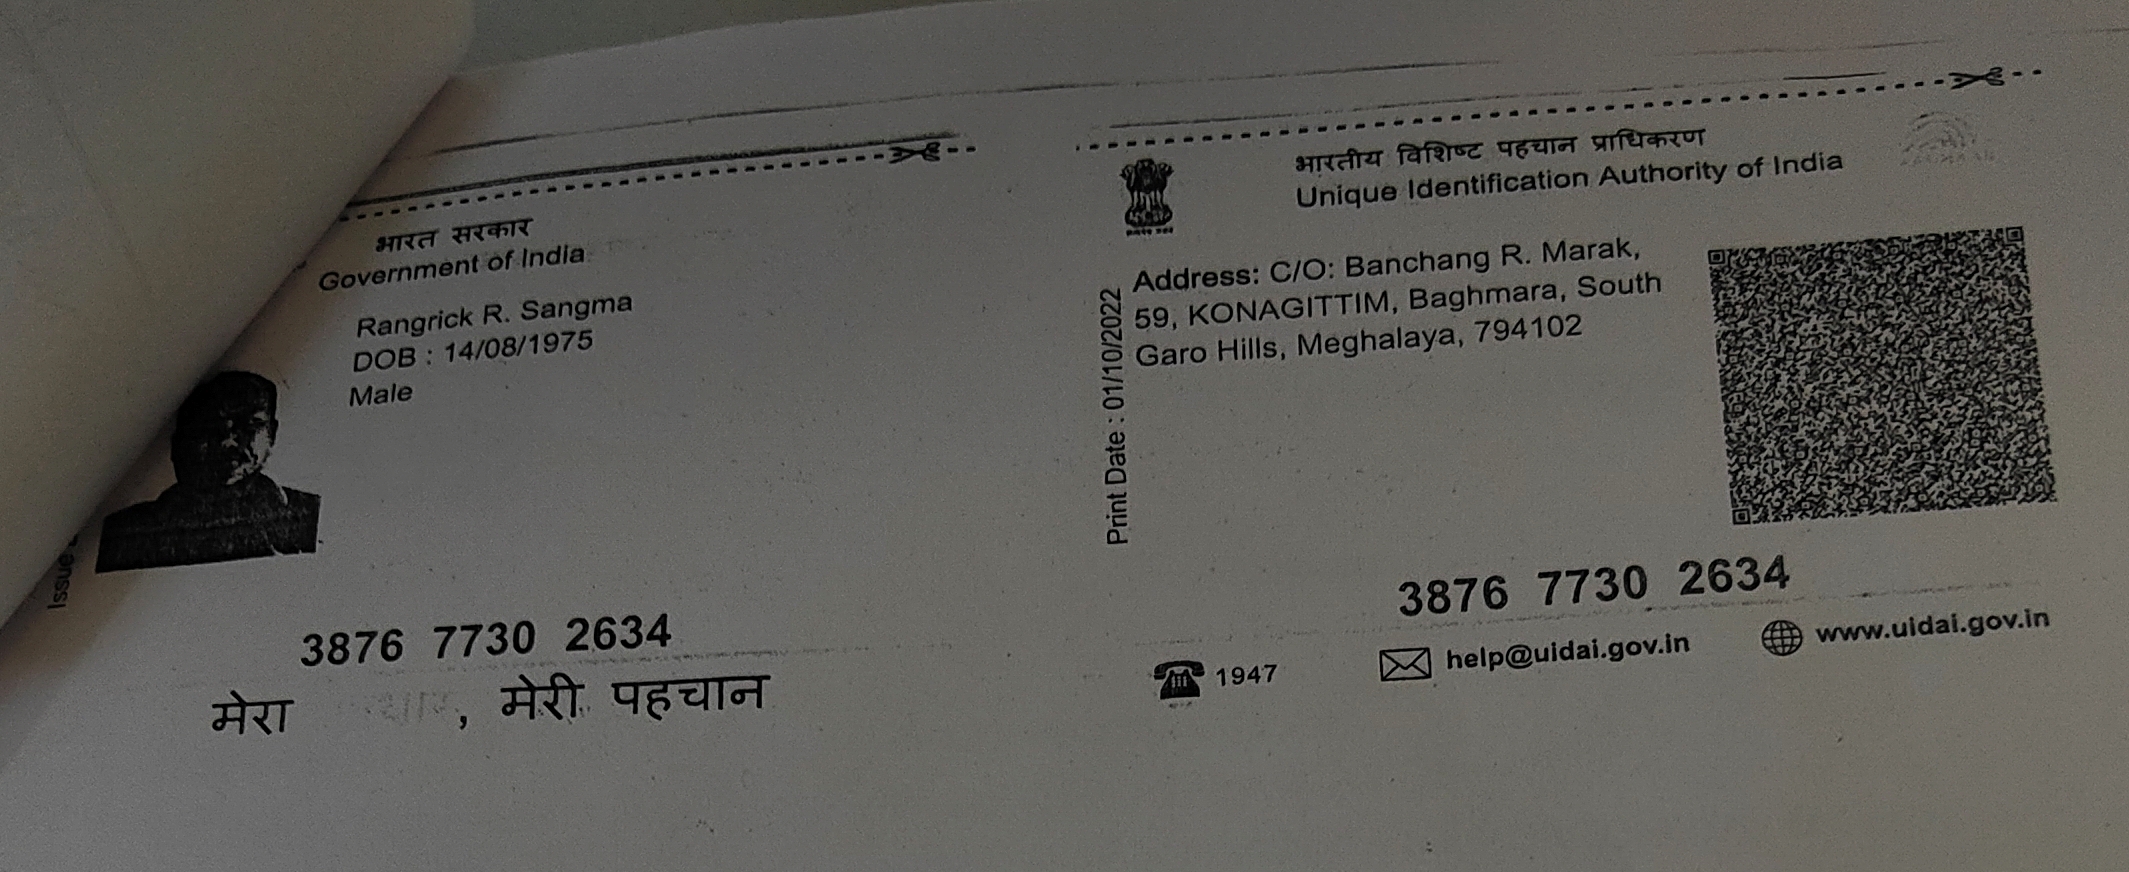 भारत सरकार
Government of India
Rangrick R. Sangma
DOB : 14/08/1975
Male
Issue
3876 7730 2634
मेरा , मेरी पहचान
भारतीय विशिष्ट पहचान प्राधिकरण
Unique Identification Authority of India
Address: C/O: Banchang R. Marak,
59, KONAGITTIM, Baghmara, South
Garo Hills, Meghalaya, 794102
Print Date : 01/10/2022
3876 7730 2634
1947
help@uidai.gov.in
www.uidai.gov.in